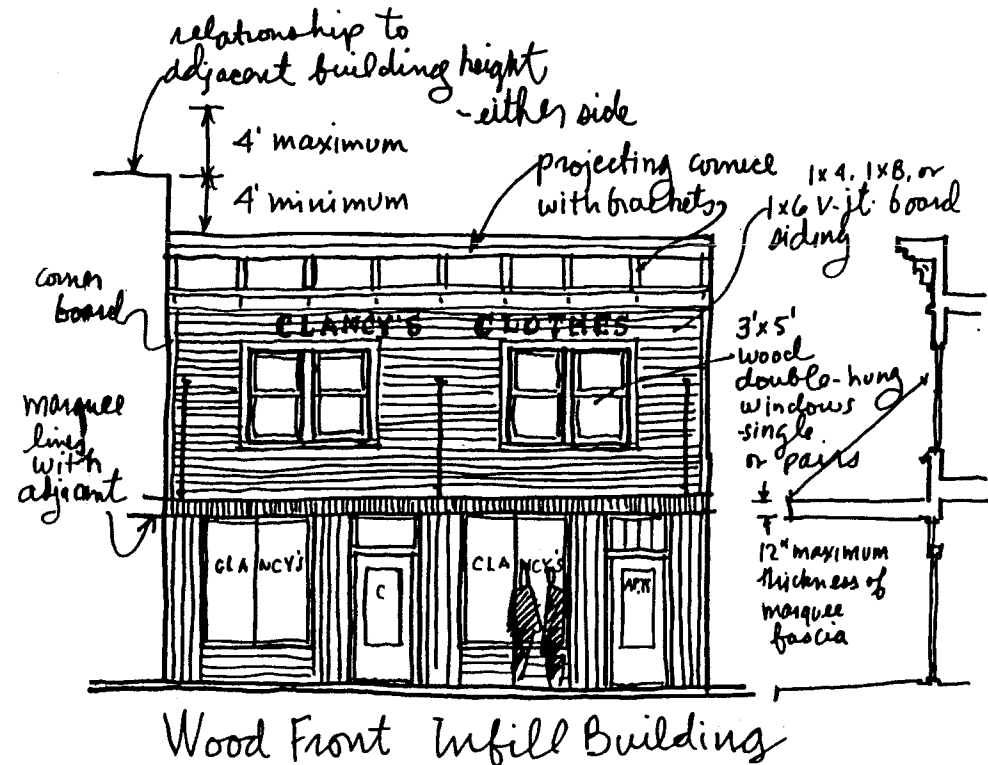 relationship to
adjacent building height
-either side
4' maximum
4' minimum
projecting cornice
with brackets
1x4, 1x8, or
1x6 V-jt. board
siding
corner
board
CLANCY'S CLOTHES
3'x5'
wood
double-hung
windows
-single
or pairs
marquee
lines
with
adjacent
CLANCY'S
C
CLANCY'S
12" maximum
thickness of
marquee
fascia
Wood Front Infill Building